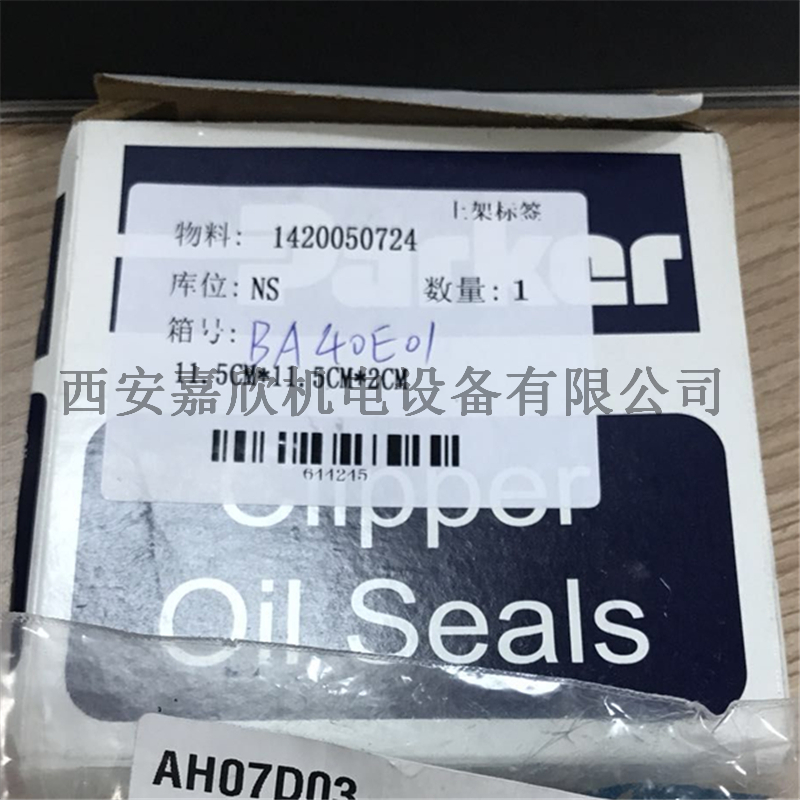 上架标签
物料: 1420050724
Parker
库位: NS 数量: 1
箱号: BA40E01
11.5CM*11.5CM*2CM
西安嘉欣机电设备有限公司
644245
Clipper
Oil Seals
AH07D03